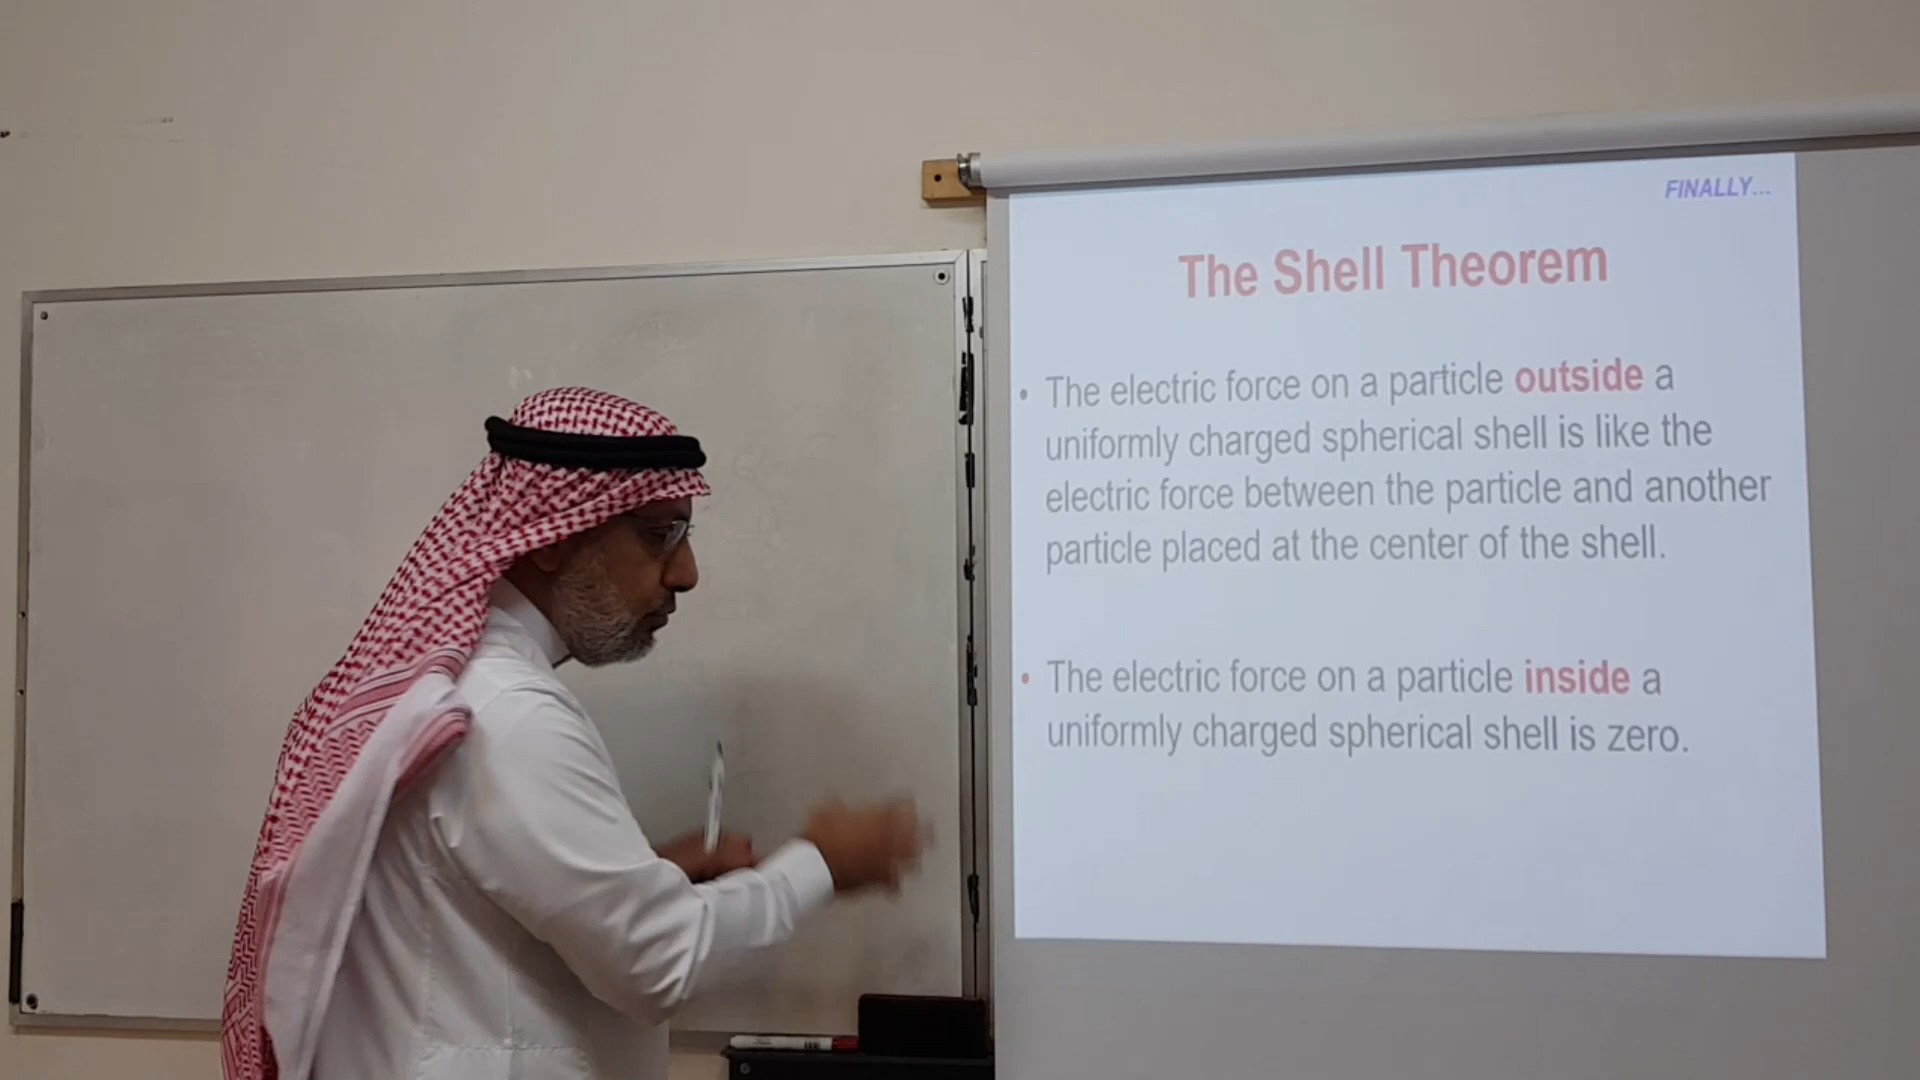 FINALLY...
The Shell Theorem
• The electric force on a particle outside a
uniformly charged spherical shell is like the
electric force between the particle and another
particle placed at the center of the shell.
• The electric force on a particle inside a
uniformly charged spherical shell is zero.